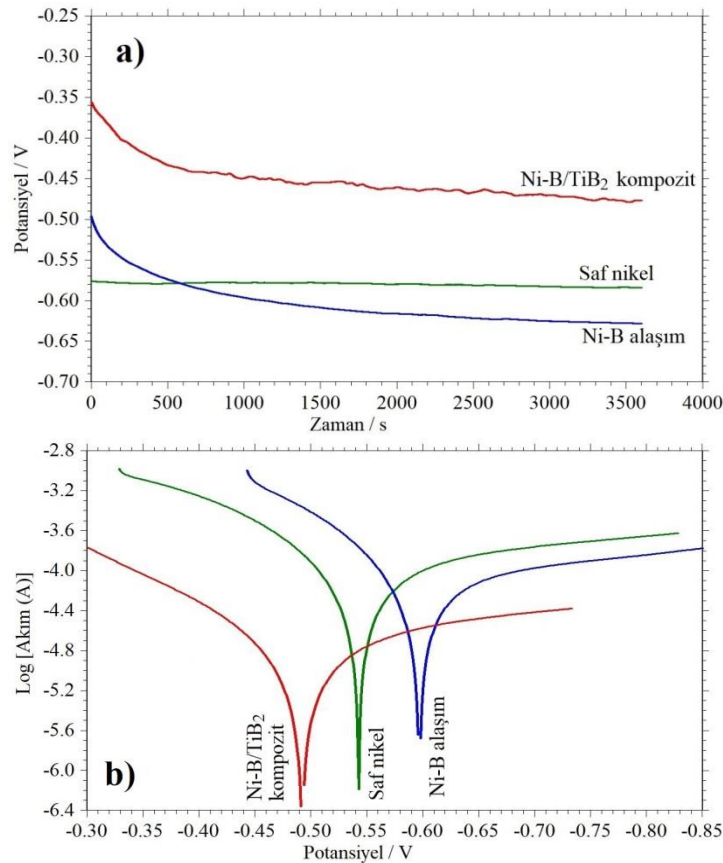 a)
-0.25
-0.30
-0.35
-0.40
-0.45
-0.50
-0.55
-0.60
-0.65
-0.70
Potansiyel / V
Ni-B/TiB₂ kompozit
Saf nikel
Ni-B alaşım
0 500 1000 1500 2000 2500 3000 3500 4000
Zaman / s
-2.8
-3.2
-3.6
-4.0
-4.4
-4.8
-5.2
-5.6
-6.0
-6.4
Log [Akım (A)]
Ni-B/TiB₂
kompozit
Saf nikel
Ni-B alaşım
b)
-0.30 -0.35 -0.40 -0.45 -0.50 -0.55 -0.60 -0.65 -0.70 -0.75 -0.80 -0.85
Potansiyel / V